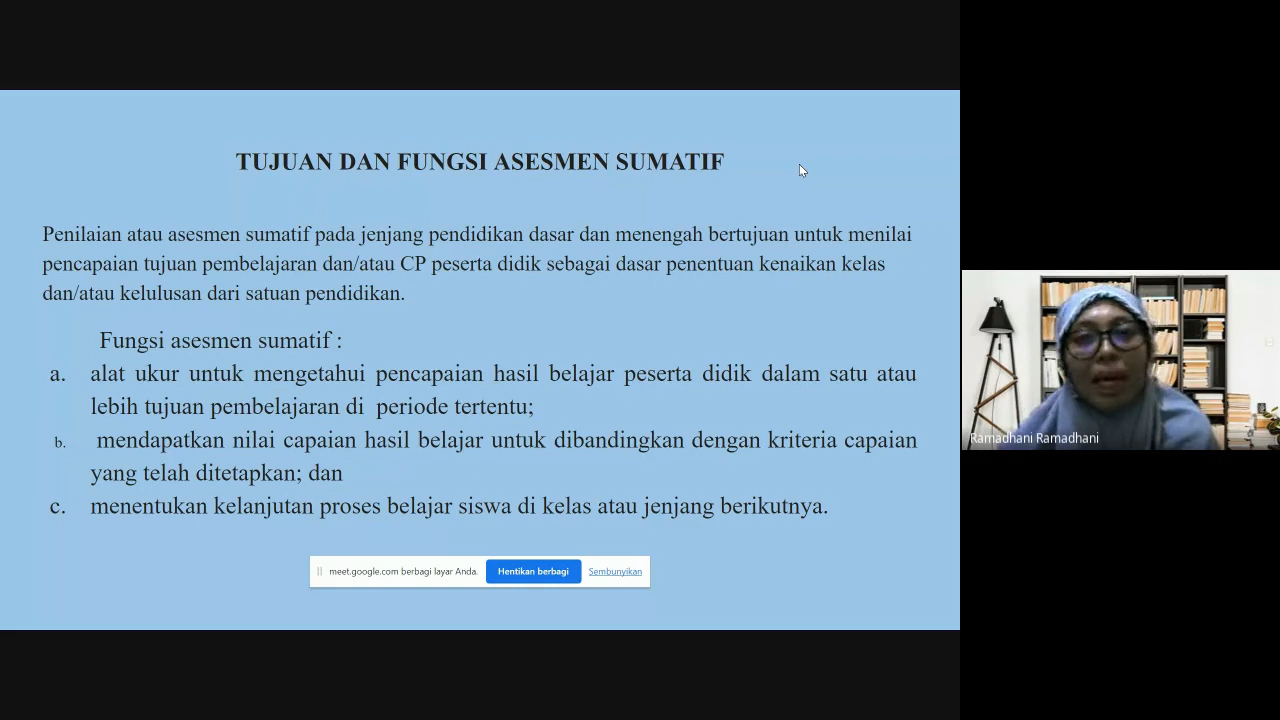 TUJUAN DAN FUNGSI ASESMEN SUMATIF
Penilaian atau asesmen sumatif pada jenjang pendidikan dasar dan menengah bertujuan untuk menilai
pencapaian tujuan pembelajaran dan/atau CP peserta didik sebagai dasar penentuan kenaikan kelas
dan/atau kelulusan dari satuan pendidikan.
Fungsi asesmen sumatif :
a. alat ukur untuk mengetahui pencapaian hasil belajar peserta didik dalam satu atau
lebih tujuan pembelajaran di periode tertentu;
b. mendapatkan nilai capaian hasil belajar untuk dibandingkan dengan kriteria capaian
yang telah ditetapkan; dan
c. menentukan kelanjutan proses belajar siswa di kelas atau jenjang berikutnya.
meet.google.com berbagi layar Anda. Hentikan berbagi Sembunyikan
Ramadhani Ramadhani